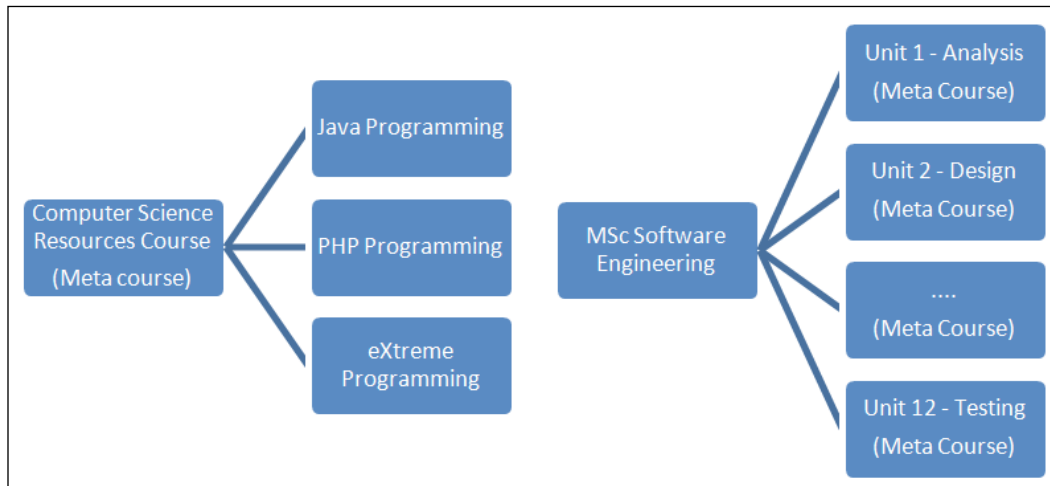 Computer Science
Resources Course
(Meta course)
Java Programming
PHP Programming
eXtreme
Programming
MSc Software
Engineering
Unit 1 - Analysis
(Meta Course)
Unit 2 - Design
(Meta Course)
....
(Meta Course)
Unit 12 - Testing
(Meta Course)